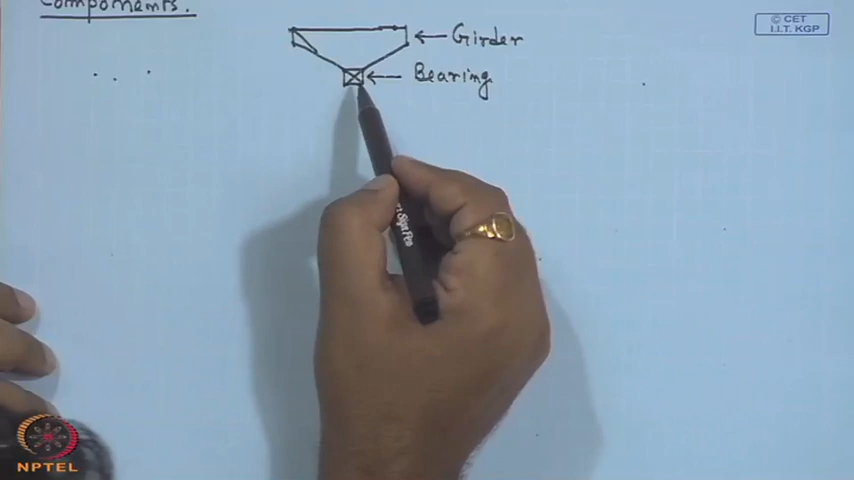 Components.
Girder
Bearing
© CET
I.I.T. KGP
NPTEL